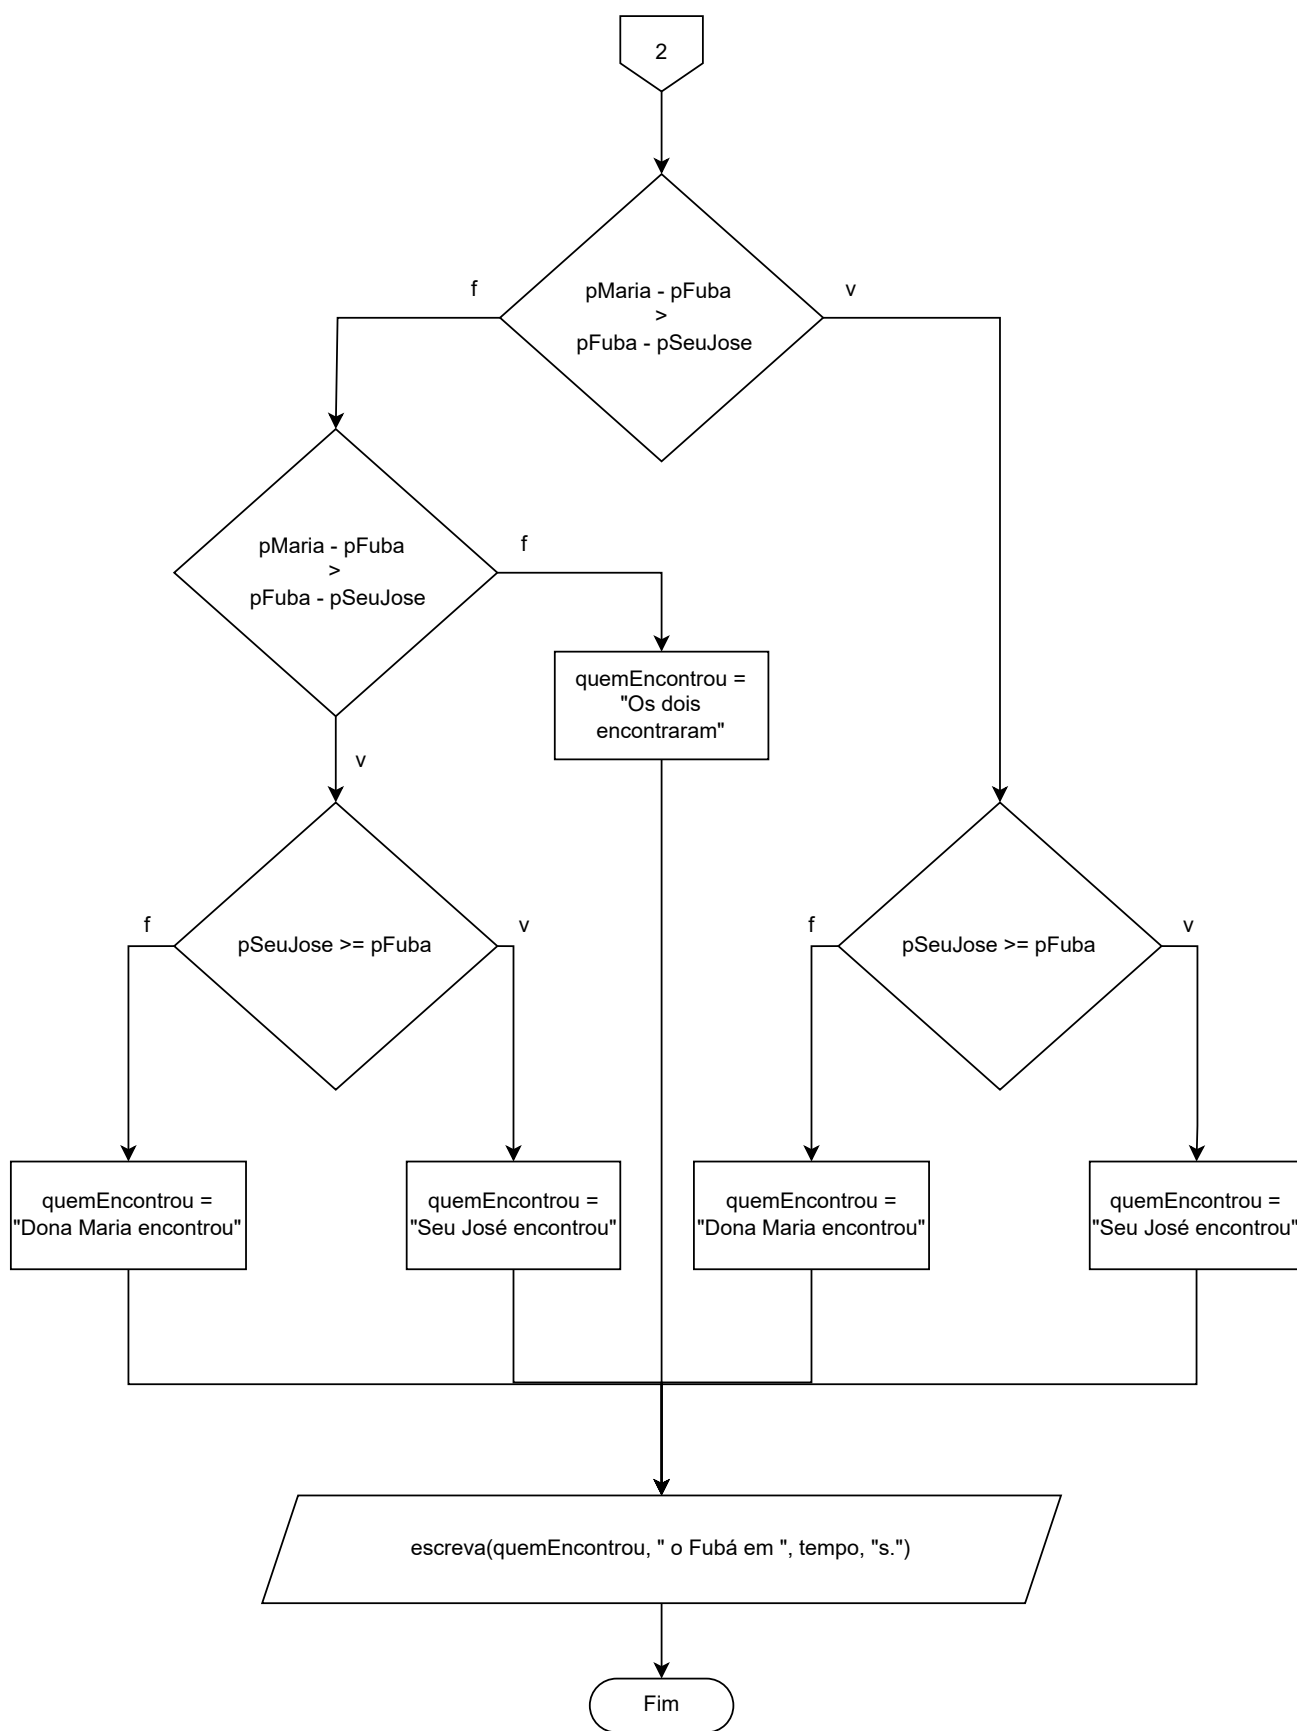 2
f
pMaria - pFuba
>
pFuba - pSeuJose
v
pMaria - pFuba
>
pFuba - pSeuJose
f
v
quemEncontrou =
"Os dois
encontraram"
f
pSeuJose >= pFuba
v
f
pSeuJose >= pFuba
v
quemEncontrou =
"Dona Maria encontrou"
quemEncontrou =
"Seu José encontrou"
quemEncontrou =
"Dona Maria encontrou"
quemEncontrou =
"Seu José encontrou"
escreva(quemEncontrou, " o Fubá em ", tempo, "s.")
Fim